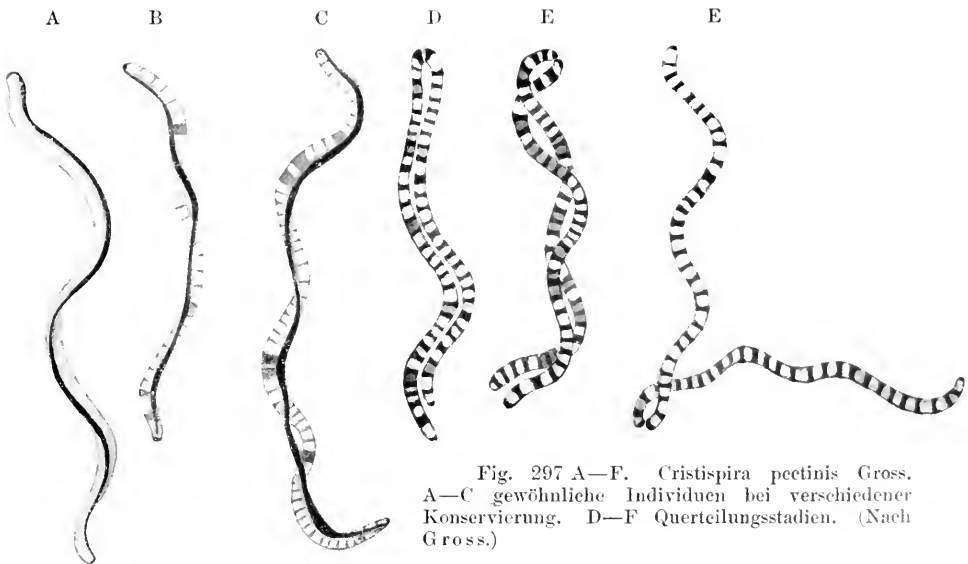 A B C D E E
Fig. 297 A—F. Cristispira pectinis Gross.
A—C gewöhnliche Individuen bei verschiedener
Konservierung. D—F Querteilungsstadien. (Nach
Gross.)